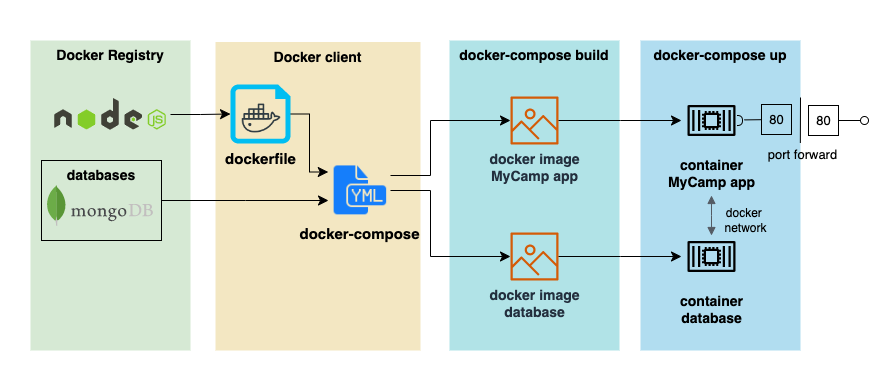 Docker Registry
Docker client
docker-compose build
docker-compose up
node
JS
dockerfile
databases
mongoDB
YML
docker-compose
docker image
MyCamp app
docker image
database
80
80
port forward
container
MyCamp app
docker
network
container
database